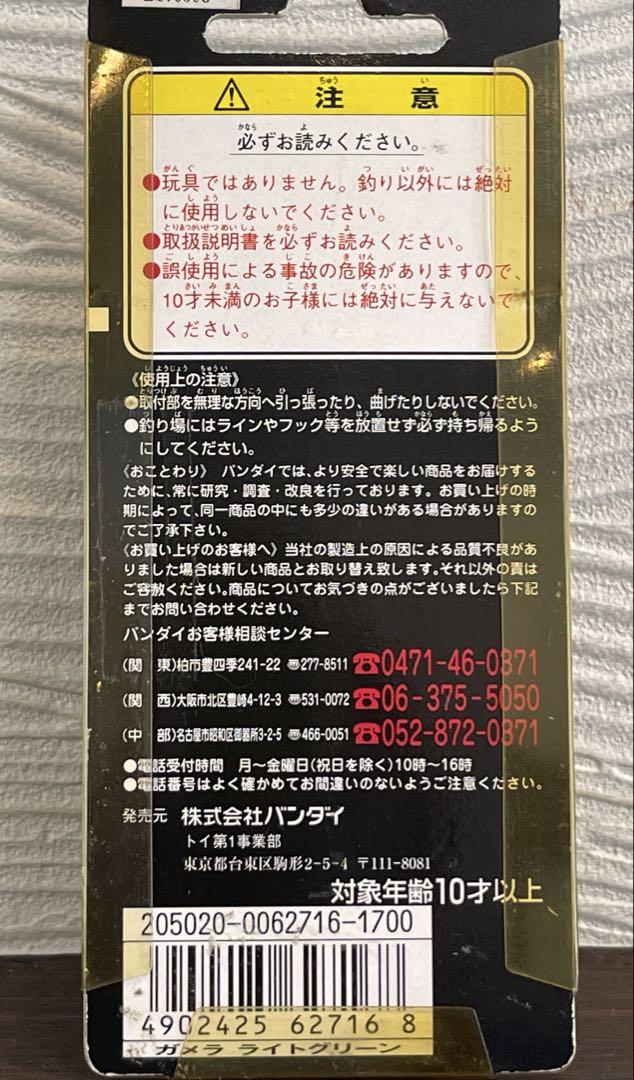 注意
必ずお読みください。
●玩具ではありません。釣り以外には絶対
に使用しないでください。
●取扱説明書を必ずお読みください。
●誤使用による事故の危険がありますので、
10才未満のお子様には絶対に与えないで
ください。
《使用上の注意》
●取付部を無理な方向へ引っ張ったり、曲げたりしないでください。
●釣り場にはラインやフック等を放置せず必ず持ち帰るよう
にしてください。
《おことわり》 バンダイでは、より安全で楽しい商品をお届けする
ために、常に研究・調査・改良を行っております。お買い上げの時
期によって、同一商品の中にも多少の違いがある場合があります
でご了承下さい。
《お買い上げのお客様へ》当社の製造上の原因による品質不良があ
りました場合は新しい商品とお取り替え致します。それ以外の責は
ご容赦ください。商品についてお気づきの点がございましたら下記
までお問い合わせください。
バンダイお客様相談センター
(関 東)柏市豊四季241-22 〠277-8511 ☎0471-46-0371
(関 西)大阪市北区豊崎4-12-3 〠531-0072 ☎06-375-5050
(中 部)名古屋市昭和区御器所3-2-5 〠466-0051 ☎052-872-0371
●電話受付時間 月〜金曜日(祝日を除く)10時〜16時
●電話番号はよく確かめてお間違いのないようご注意ください。
発売元 株式会社バンダイ
トイ第1事業部
東京都台東区駒形2-5-4 〒111-8081
対象年齢10才以上
205020-0062716-1700
4902425 62716 8
ガメラ ライトグリーン